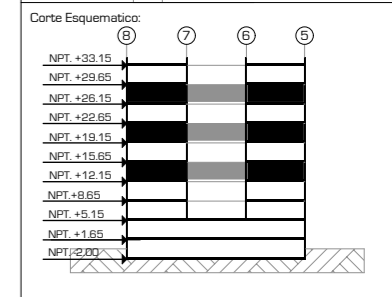 Corte Esquematico:
8 7 6 5
NPT. +33.15
NPT. +29.65
NPT. +26.15
NPT. +22.65
NPT. +19.15
NPT. +15.65
NPT. +12.15
NPT.+8.65
NPT. +5.15
NPT. +1.65
NPT. -2.00